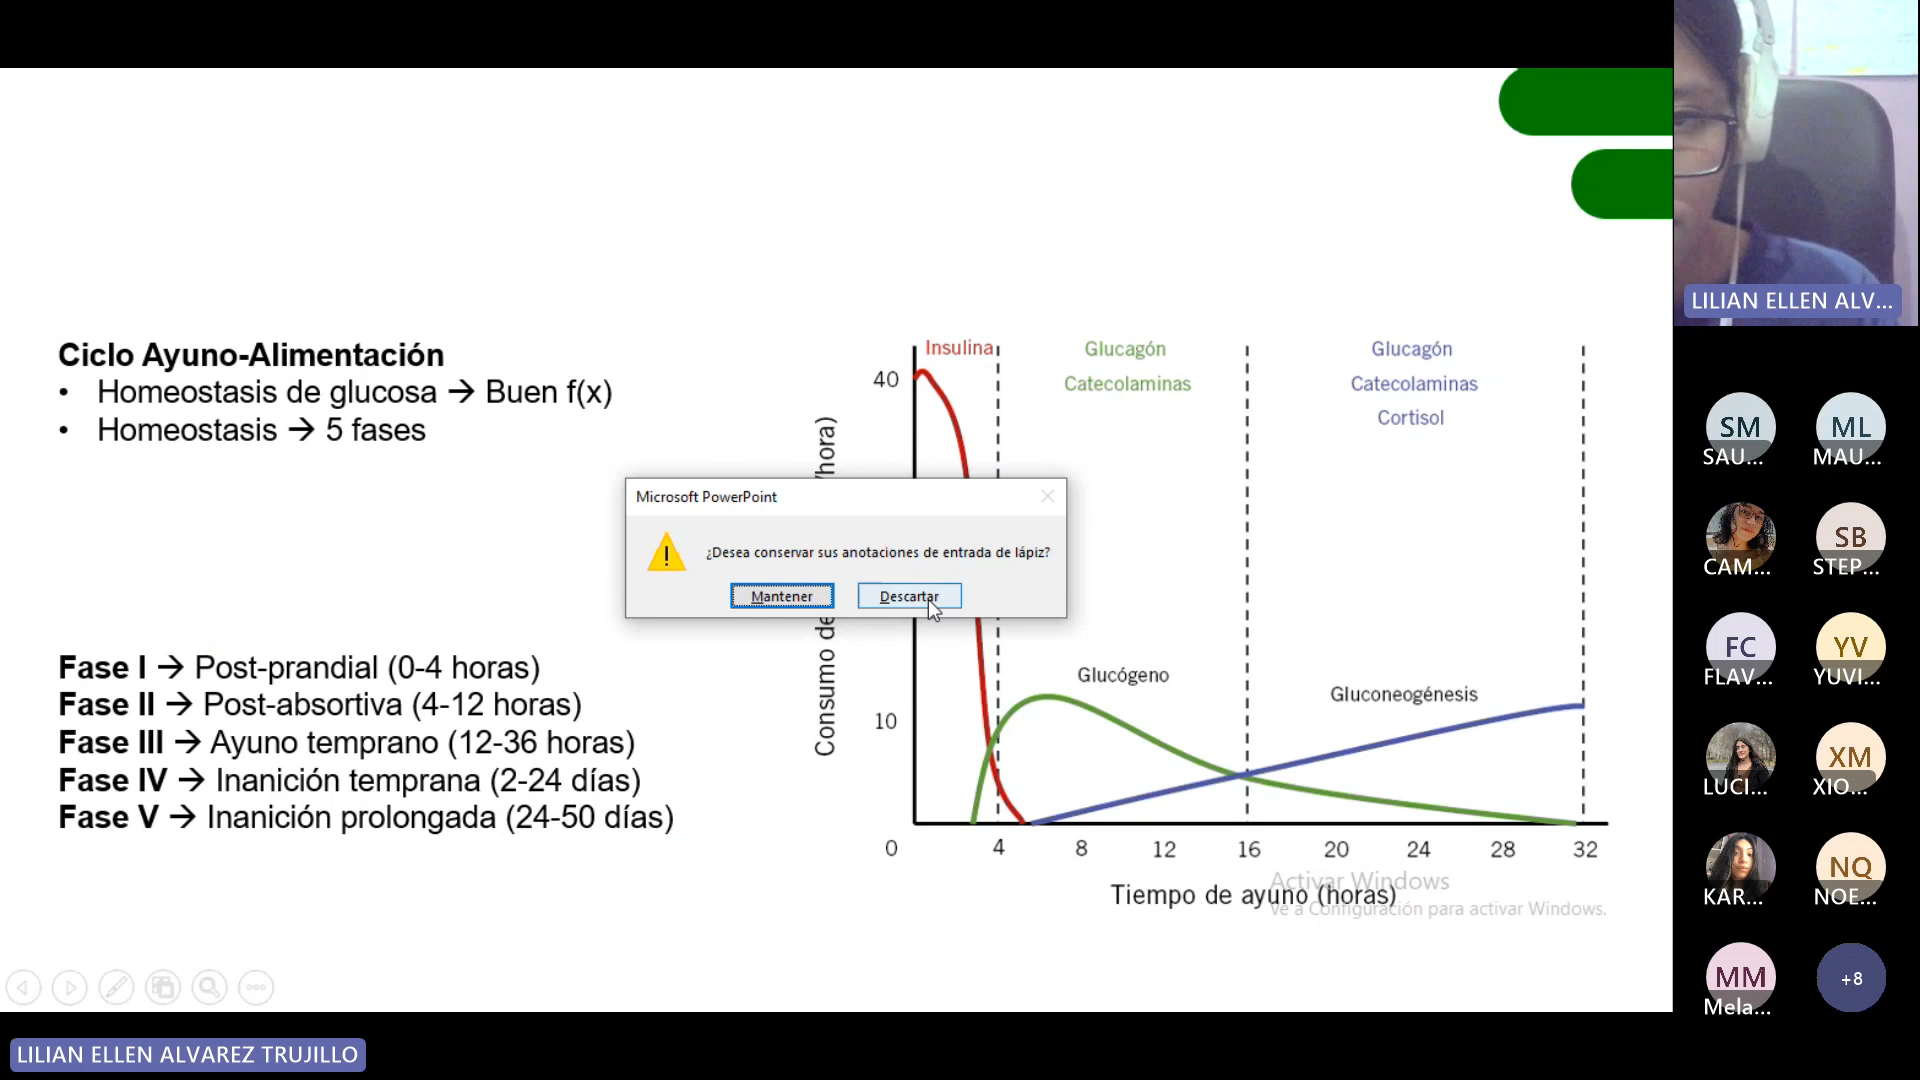 Ciclo Ayuno-Alimentación
• Homeostasis de glucosa → Buen f(x)
• Homeostasis → 5 fases
Fase I → Post-prandial (0-4 horas)
Fase II → Post-absortiva (4-12 horas)
Fase III → Ayuno temprano (12-36 horas)
Fase IV → Inanición temprana (2-24 días)
Fase V → Inanición prolongada (24-50 días)
Insulina
Glucagón
Catecolaminas
Glucagón
Catecolaminas
Cortisol
40
10
Consumo de
/hora)
Glucógeno
Gluconeogénesis
0 4 8 12 16 20 24 28 32
Tiempo de ayuno (horas)
Microsoft PowerPoint
¿Desea conservar sus anotaciones de entrada de lápiz?
Mantener
Descartar
Activar Windows
Ve a Configuración para activar Windows.
LILIAN ELLEN ALV...
SM
SAU...
ML
MAU...
CAM...
SB
STEP...
FC
FLAV...
YV
YUVI...
LUCI...
XM
XIO...
KAR...
NQ
NOE...
MM
Mela...
+8
LILIAN ELLEN ALVAREZ TRUJILLO